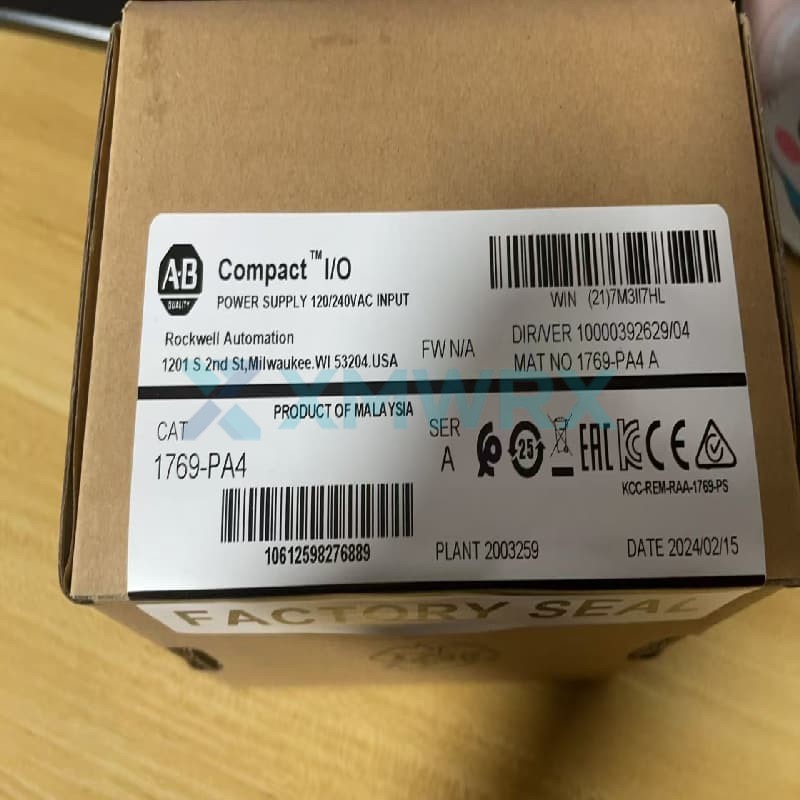 A·B
QUALITY
Compact™ I/O
POWER SUPPLY 120/240VAC INPUT
WIN (21)7M3II7HL
Rockwell Automation
1201 S 2nd St,Milwaukee.WI 53204.USA
FW N/A
DIR/VER 10000392629/04
MAT NO 1769-PA4 A
XMWRX
PRODUCT OF MALAYSIA
CAT
1769-PA4
SER
A
25
EAC
CE
KCC-REM-RAA-1769-PS
10612598276889
PLANT 2003259
DATE 2024/02/15
FACTORY SEAL